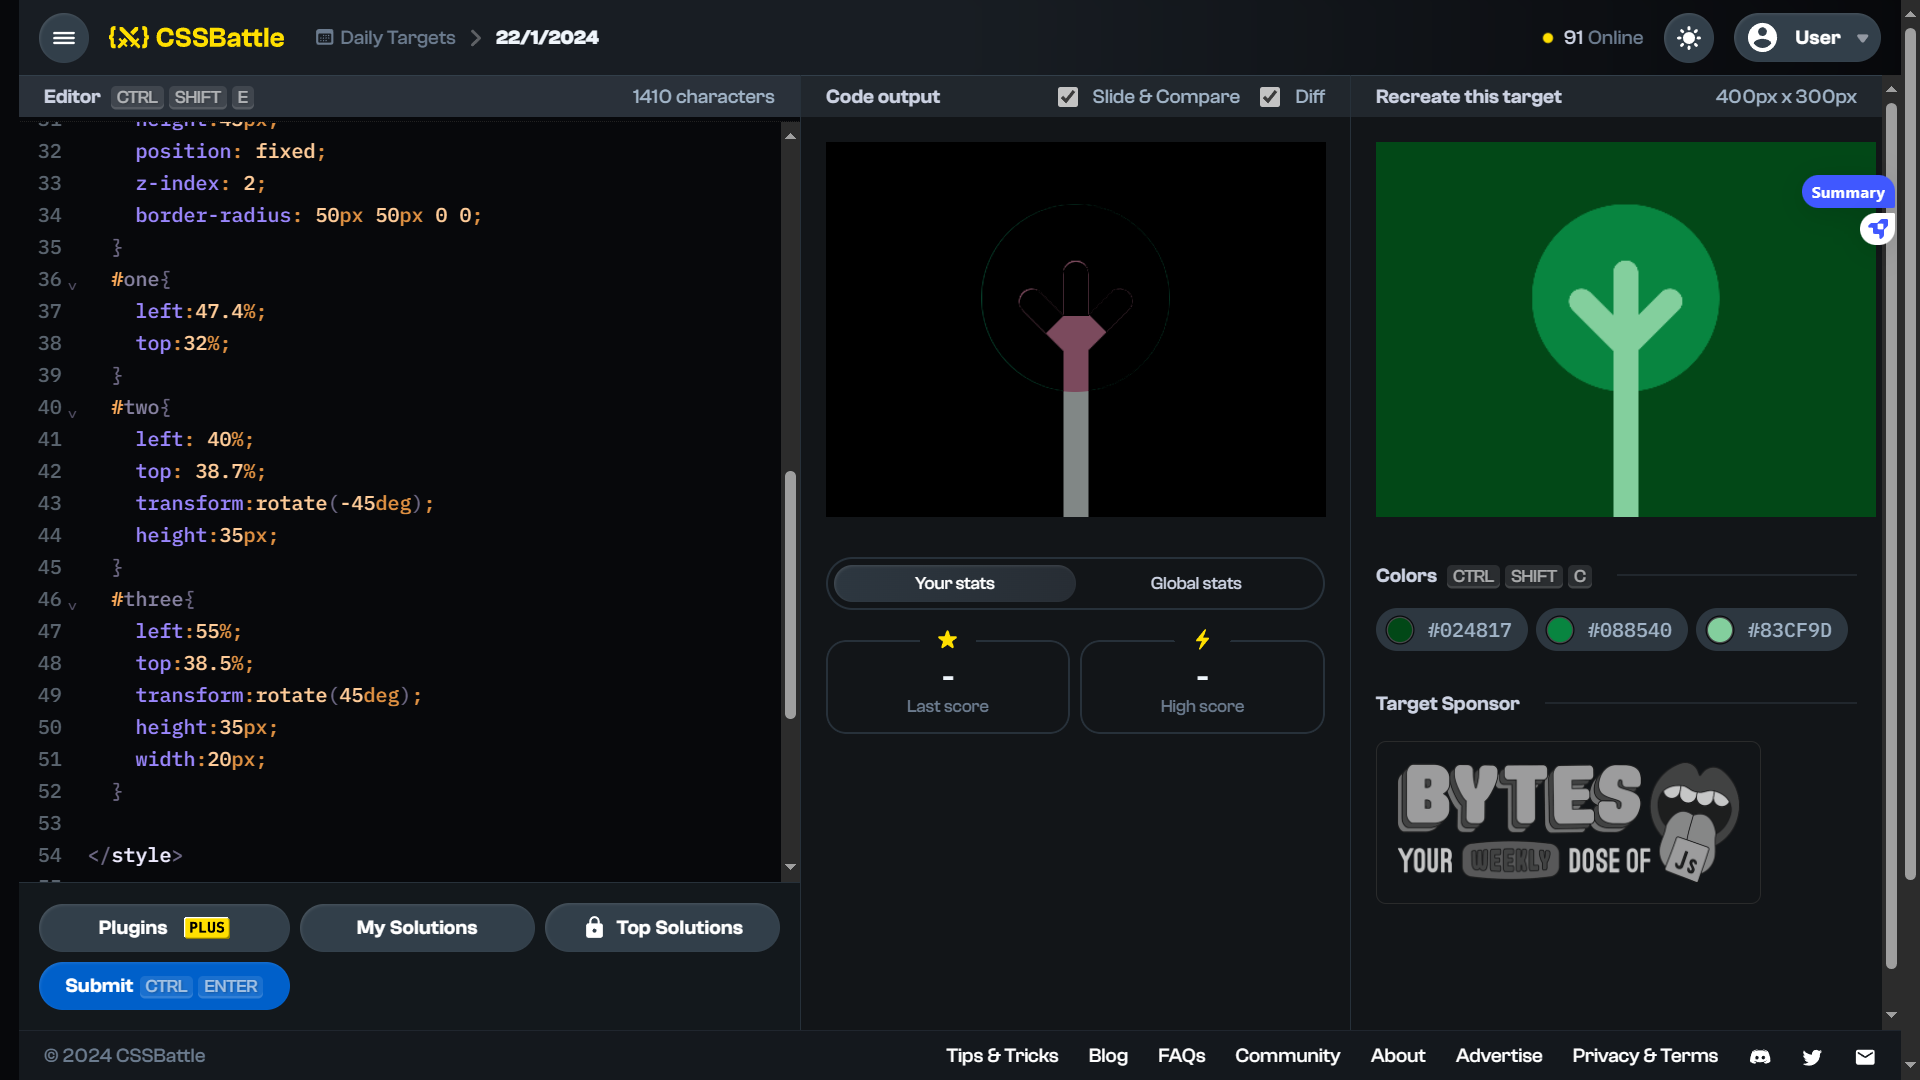 CSSBattle
Daily Targets
22/1/2024
91 Online
User
Editor CTRL SHIFT E
1410 characters
Code output
Slide & Compare
Diff
Recreate this target
400px x 300px
31 height:45px;
32 position: fixed;
33 z-index: 2;
34 border-radius: 50px 50px 0 0;
35 }
36 #one{
37 left:47.4%;
38 top:32%;
39 }
40 #two{
41 left: 40%;
42 top: 38.7%;
43 transform:rotate(-45deg);
44 height:35px;
45 }
46 #three{
47 left:55%;
48 top:38.5%;
49 transform:rotate(45deg);
50 height:35px;
51 width:20px;
52 }
53
54 </style>
Plugins PLUS
My Solutions
Top Solutions
Submit CTRL ENTER
Your stats
Global stats
-
Last score
-
High score
Summary
Colors CTRL SHIFT C
#024817
#088540
#83CF9D
Target Sponsor
BYTES
YOUR WEEKLY DOSE OF JS
© 2024 CSSBattle
Tips & Tricks
Blog
FAQs
Community
About
Advertise
Privacy & Terms